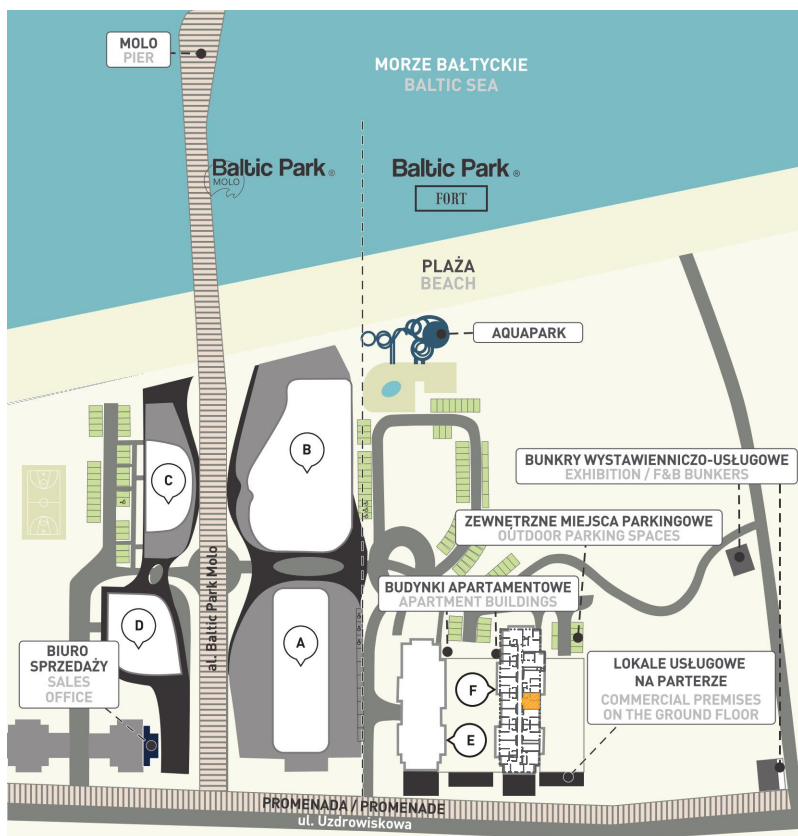 MOLO
PIER
MORZE BAŁTYCKIE
BALTIC SEA
Baltic Park ®
MOLO
Baltic Park ®
FORT
PLAŻA
BEACH
AQUAPARK
B
C
BUNKRY WYSTAWIENNICZO-USŁUGOWE
EXHIBITION / F&B BUNKERS
ZEWNĘTRZNE MIEJSCA PARKINGOWE
OUTDOOR PARKING SPACES
BUDYNKI APARTAMENTOWE
APARTMENT BUILDINGS
al. Baltic Park Molo
D
A
BIURO
SPRZEDAŻY
SALES
OFFICE
LOKALE USŁUGOWE
NA PARTERZE
COMMERCIAL PREMISES
ON THE GROUND FLOOR
F
E
PROMENADA / PROMENADE
ul. Uzdrowiskowa